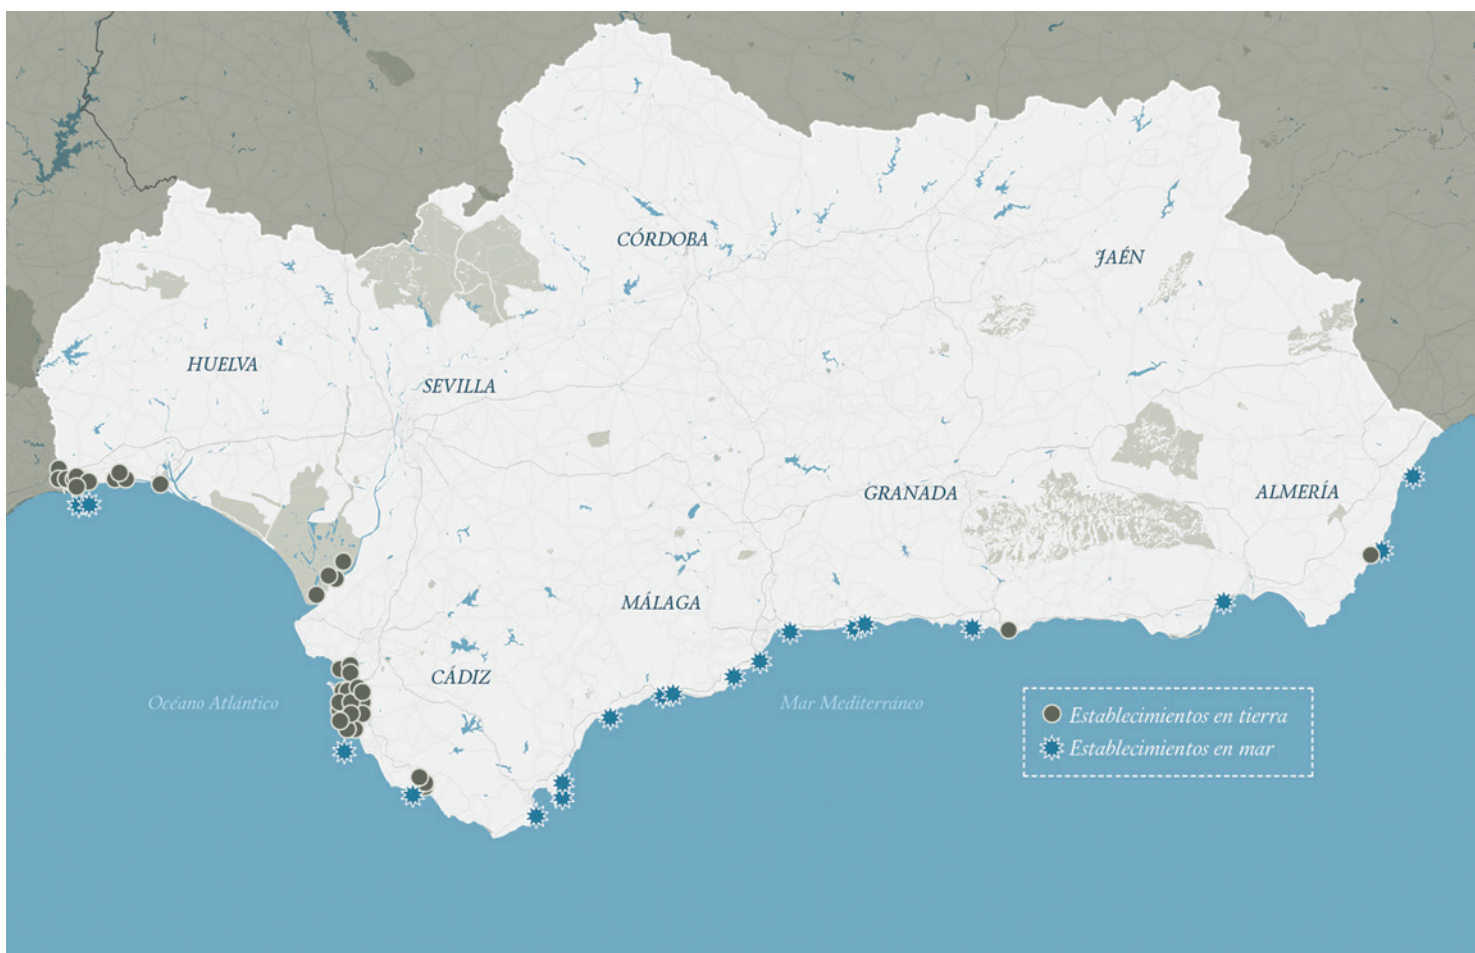 CÓRDOBA
JAÉN
HUELVA
SEVILLA
GRANADA
ALMERÍA
MÁLAGA
CÁDIZ
Océano Atlántico
Mar Mediterráneo
Establecimientos en tierra
Establecimientos en mar